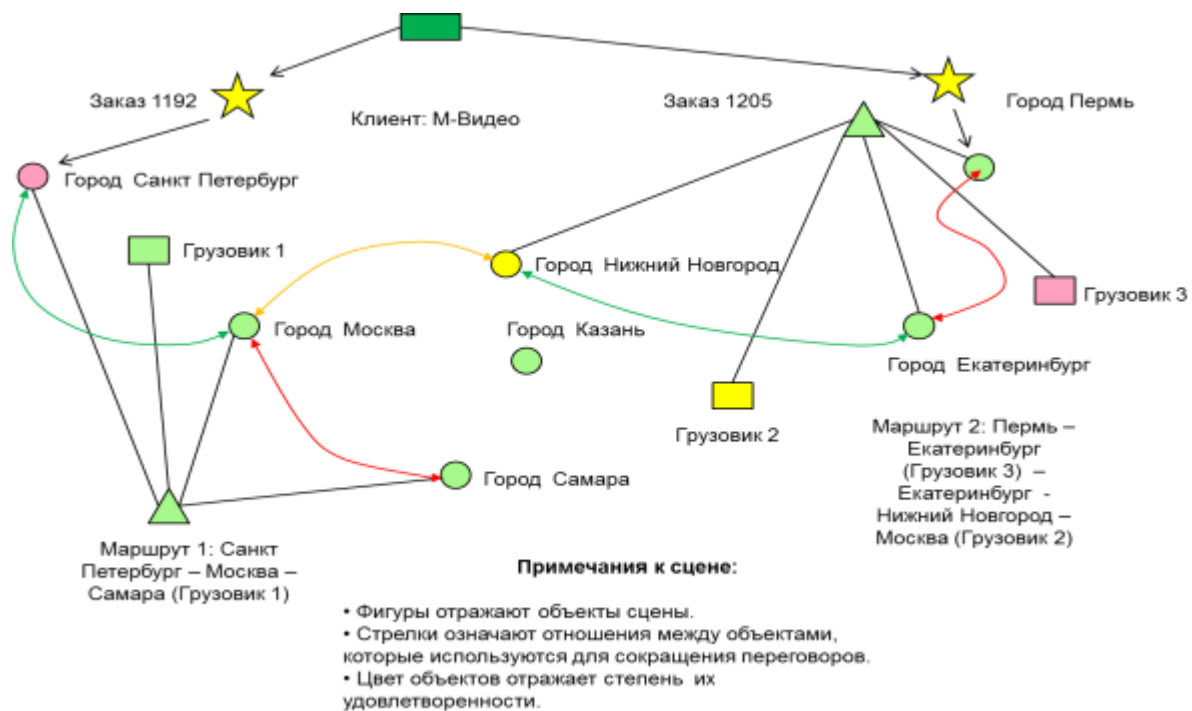 Заказ 1192
Клиент: М-Видео
Заказ 1205
Город Пермь
Город Санкт Петербург
Грузовик 1
Город Нижний Новгород
Грузовик 3
Город Москва
Город Казань
Город Екатеринбург
Грузовик 2
Город Самара
Маршрут 2: Пермь –
Екатеринбург
(Грузовик 3) –
Екатеринбург -
Нижний Новгород –
Москва (Грузовик 2)
Маршрут 1: Санкт
Петербург – Москва –
Самара (Грузовик 1)
Примечания к сцене:
• Фигуры отражают объекты сцены.
• Стрелки означают отношения между объектами,
которые используются для сокращения переговоров.
• Цвет объектов отражает степень их
удовлетворенности.